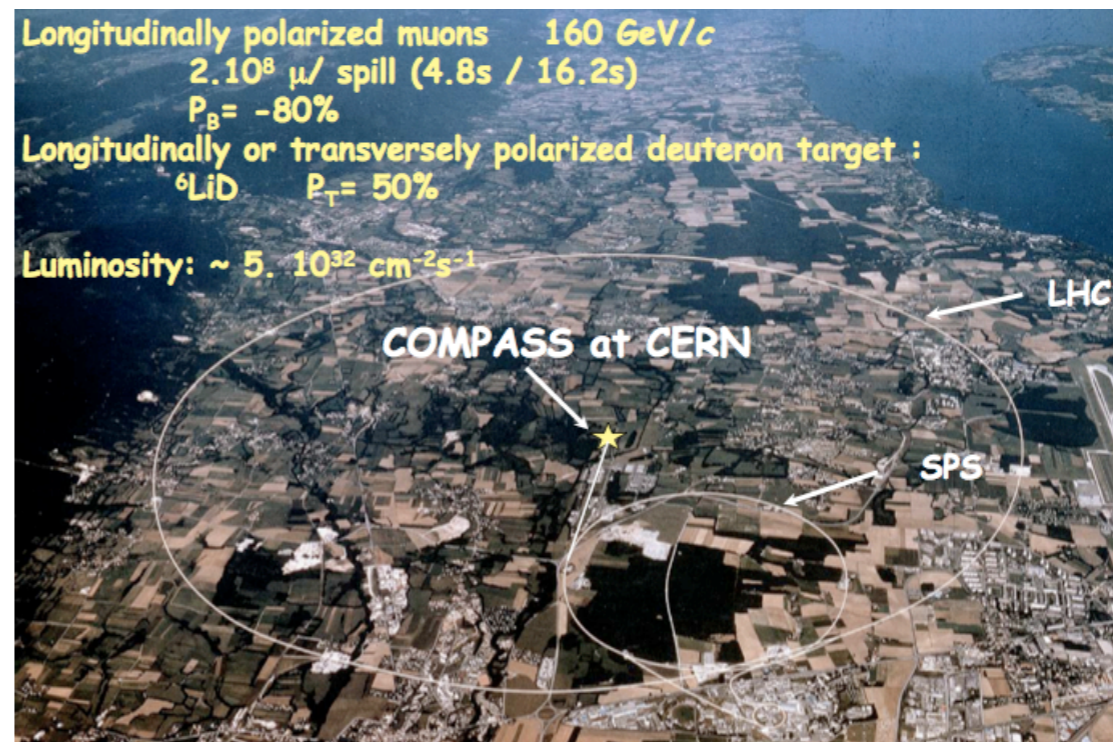 Longitudinally polarized muons 160 GeV/c
2.10⁸ μ/ spill (4.8s / 16.2s)
P_B= -80%
Longitudinally or transversely polarized deuteron target :
⁶LiD P_T= 50%
Luminosity: ~ 5. 10³² cm⁻²s⁻¹
LHC
COMPASS at CERN
SPS